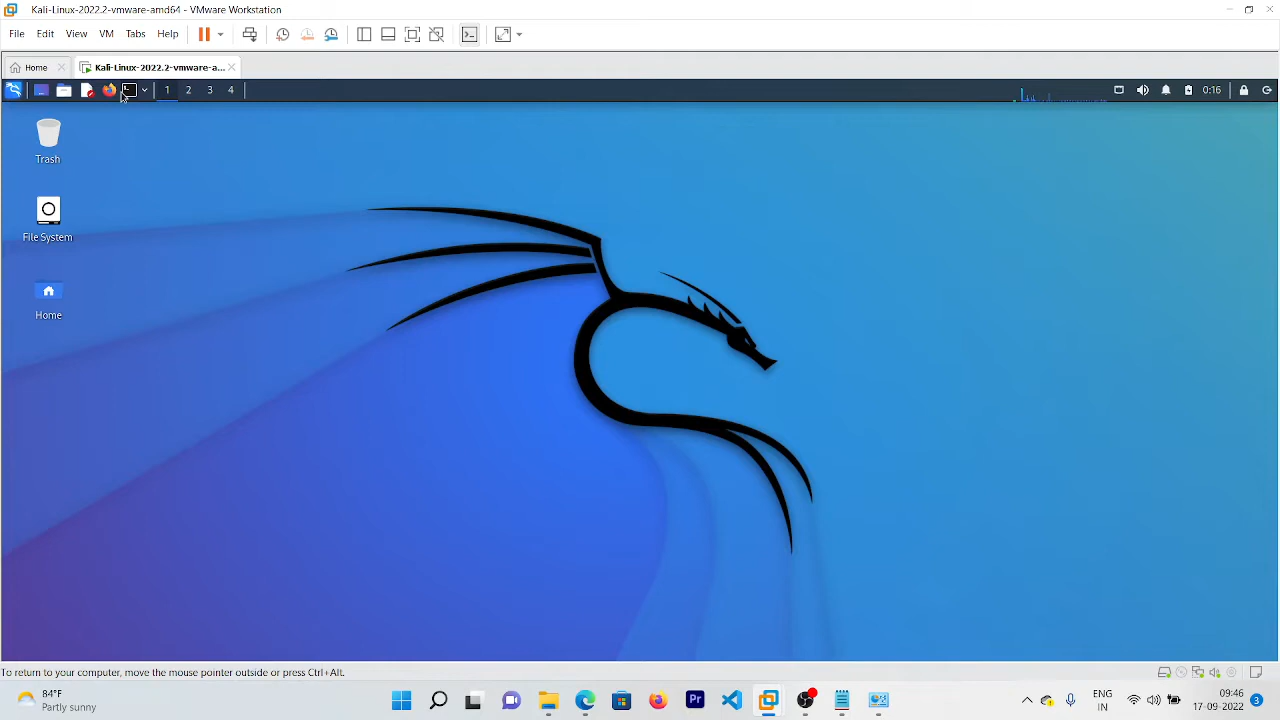 Kali-Linux-2022.2-vmware-amd64 - VMware Workstation
File Edit View VM Tabs Help
Home Kali-Linux-2022.2-vmware-a...
1 2 3 4 0:16
Trash
File System
Home
To return to your computer, move the mouse pointer outside or press Ctrl+Alt.
84°F
Partly sunny
Pr
ENG
IN
09:46
17-09-2022
3